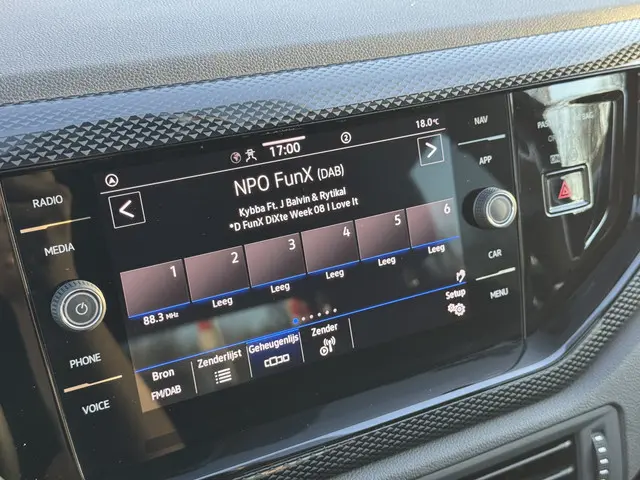 RADIO
MEDIA
PHONE
VOICE
17:00
2
18.0°C
NPO FunX (DAB)
Kybba Ft. J Balvin & Rytikal
*D FunX DiXte Week 08 I Love It
1
2
3
4
5
6
88.3 MHz
Leeg
Leeg
Leeg
Leeg
Leeg
Bron
FM/DAB
Zenderlijst
Geheugenlijs
Zender
Setup
NAV
APP
CAR
MENU